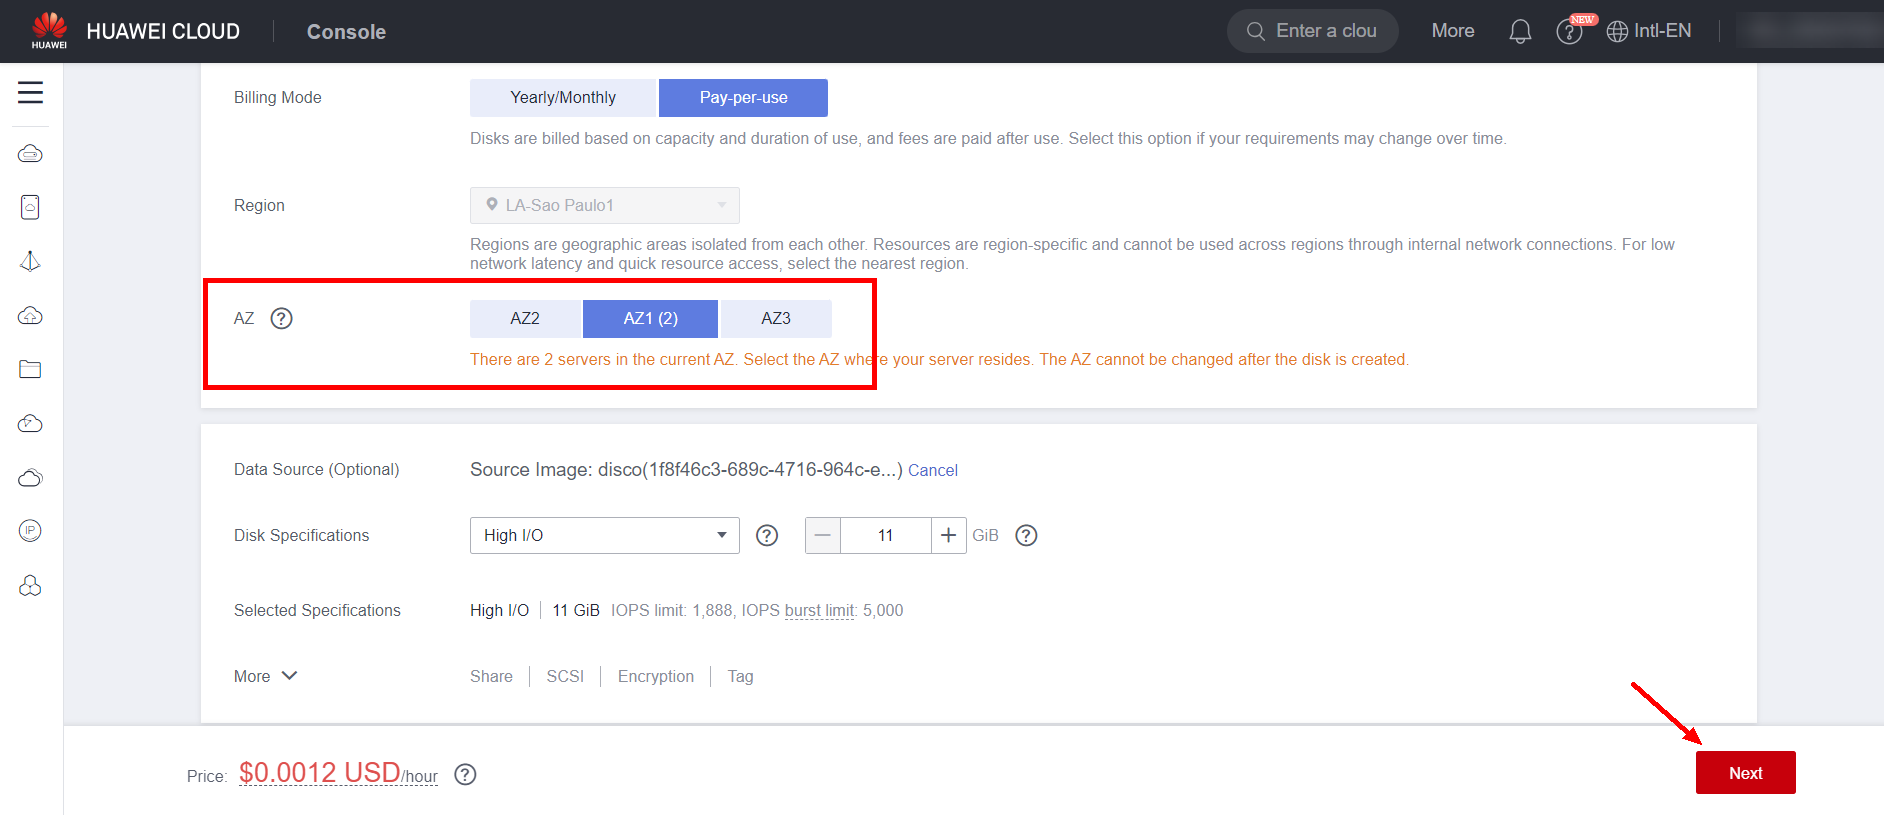 HUAWEI
HUAWEI CLOUD
Console
Enter a clou
More
NEW
Intl-EN
Billing Mode
Yearly/Monthly
Pay-per-use
Disks are billed based on capacity and duration of use, and fees are paid after use. Select this option if your requirements may change over time.
Region
LA-Sao Paulo1
Regions are geographic areas isolated from each other. Resources are region-specific and cannot be used across regions through internal network connections. For low
network latency and quick resource access, select the nearest region.
AZ
AZ2
AZ1 (2)
AZ3
There are 2 servers in the current AZ. Select the AZ where your server resides. The AZ cannot be changed after the disk is created.
Data Source (Optional)
Source Image: disco(1f8f46c3-689c-4716-964c-e...) Cancel
Disk Specifications
High I/O
11
GiB
Selected Specifications
High I/O | 11 GiB IOPS limit: 1,888, IOPS burst limit: 5,000
IP
More
Share | SCSI | Encryption | Tag
Price: $0.0012 USD/hour
Next